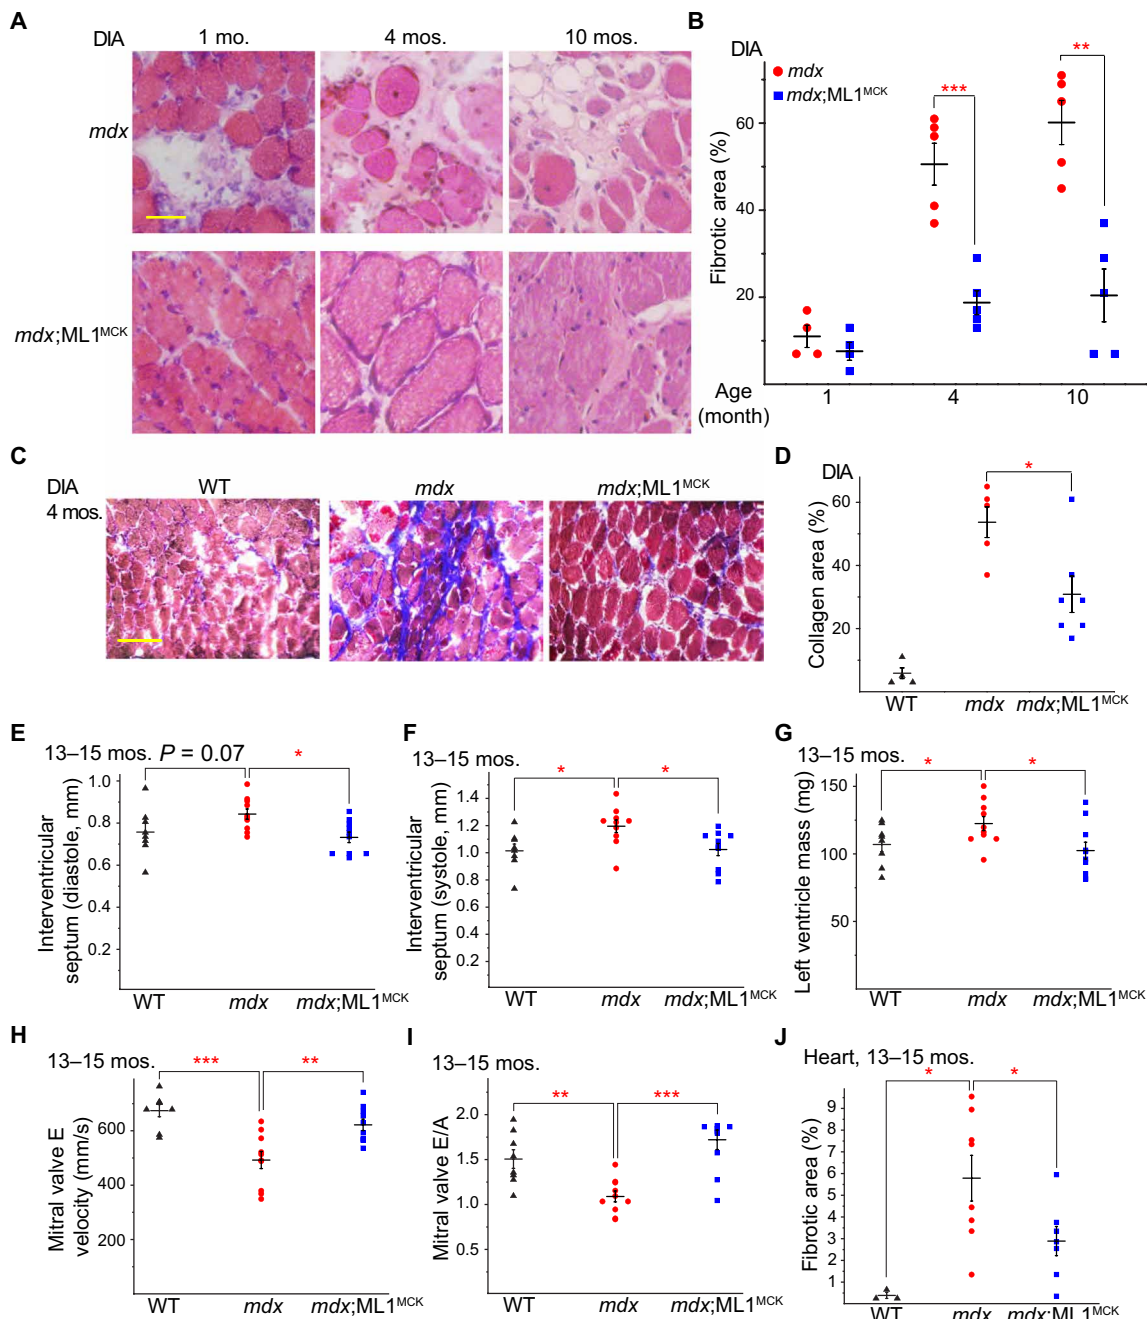 A
DIA 1 mo. 4 mos. 10 mos.
mdx
mdx;ML1MCK
B
DIA
mdx
mdx;ML1MCK
*** **
Fibrotic area (%)
60
40
20
Age (month)
1 4 10
C
DIA
4 mos.
WT mdx mdx;ML1MCK
D
DIA
*
Collagen area (%)
60
40
20
WT mdx mdx;ML1MCK
E
13–15 mos. P = 0.07 *
Interventricular
septum (diastole, mm)
1.0
0.8
0.6
0.4
0.2
WT mdx mdx;ML1MCK
F
13–15 mos.
* *
Interventricular
septum (systole, mm)
1.4
1.2
1.0
0.8
0.6
0.4
0.2
WT mdx mdx;ML1MCK
G
13–15 mos.
* *
Left ventricle mass (mg)
150
100
50
WT mdx mdx;ML1MCK
H
13–15 mos. *** **
Mitral valve E
velocity (mm/s)
600
400
200
WT mdx mdx;ML1MCK
I
13–15 mos.
** ***
Mitral valve E/A
2.0
1.5
1.0
0.5
WT mdx mdx;ML1MCK
J
Heart, 13–15 mos.
* *
Fibrotic area (%)
9
8
7
6
5
4
3
2
1
WT mdx mdx;ML1MCK